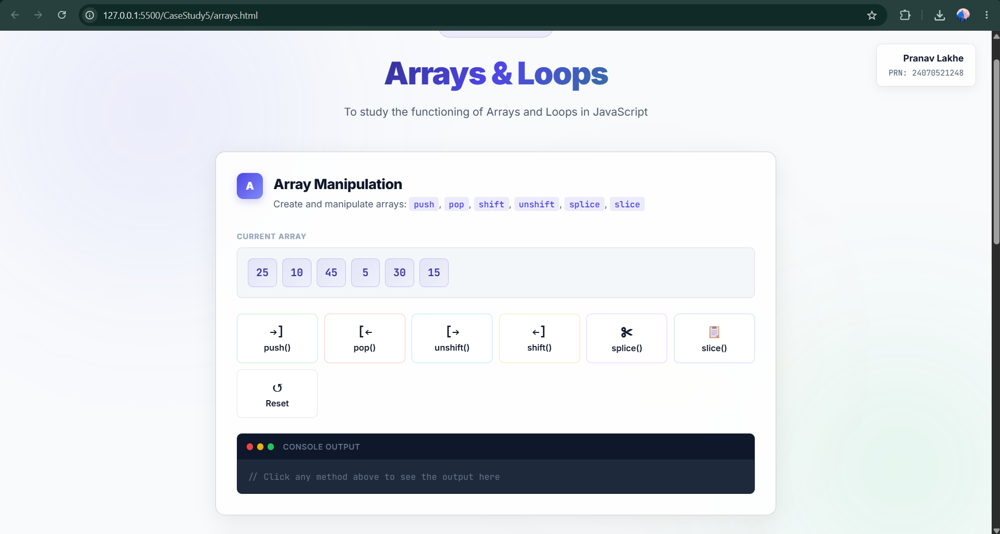 127.0.0.1:5500/CaseStudy5/arrays.html
Pranav Lakhe
PRN: 24070521248
Arrays & Loops
To study the functioning of Arrays and Loops in JavaScript
A
Array Manipulation
Create and manipulate arrays: push, pop, shift, unshift, splice, slice
CURRENT ARRAY
25 10 45 5 30 15
→] [← [→ ←]
push() pop() unshift() shift() splice() slice()
↺
Reset
CONSOLE OUTPUT
// Click any method above to see the output here